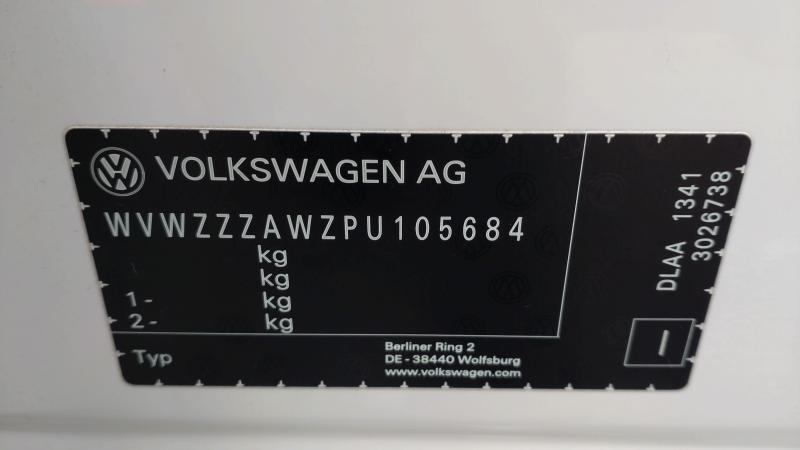 VOLKSWAGEN AG
WVWZZZAWZPU105684
kg
kg
1- kg
2- kg
Typ
Berliner Ring 2
DE - 38440 Wolfsburg
www.volkswagen.com
DLAA 1341
3026738
I